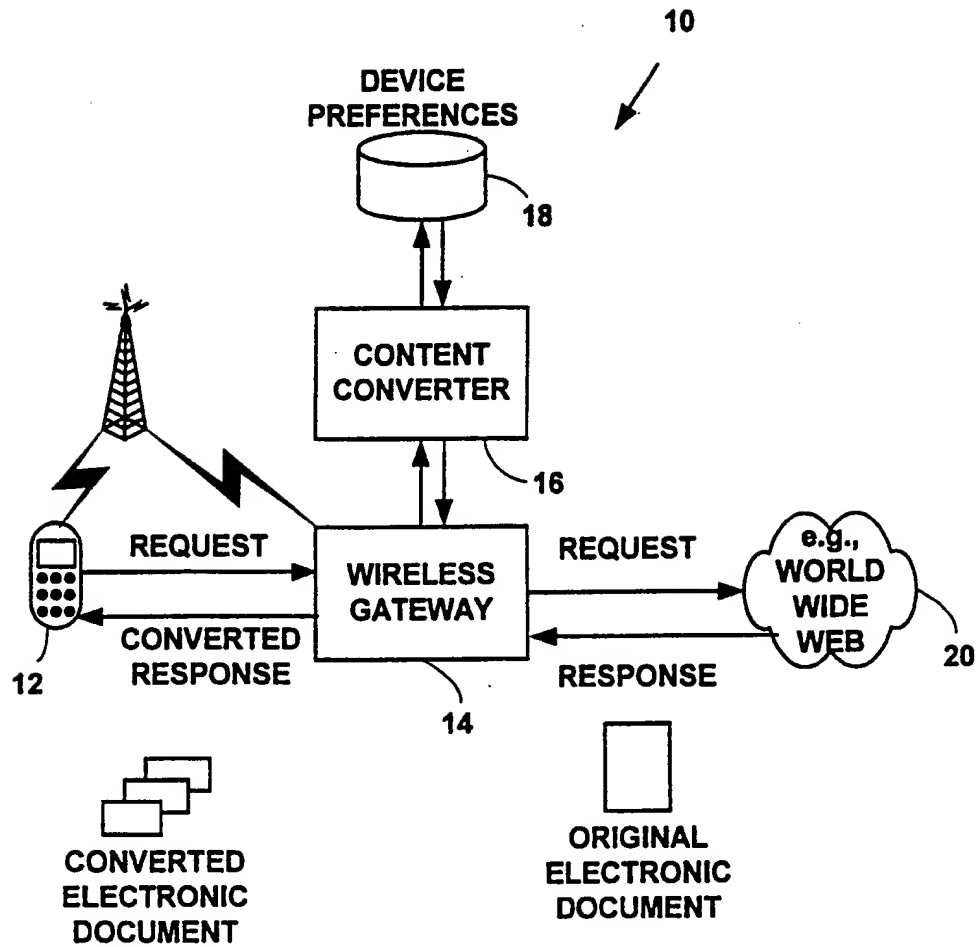 10
DEVICE
PREFERENCES
18
CONTENT
CONVERTER
16
REQUEST
CONVERTED
RESPONSE
12
WIRELESS
GATEWAY
14
REQUEST
RESPONSE
e.g.,
WORLD
WIDE
WEB
20
CONVERTED
ELECTRONIC
DOCUMENT
ORIGINAL
ELECTRONIC
DOCUMENT